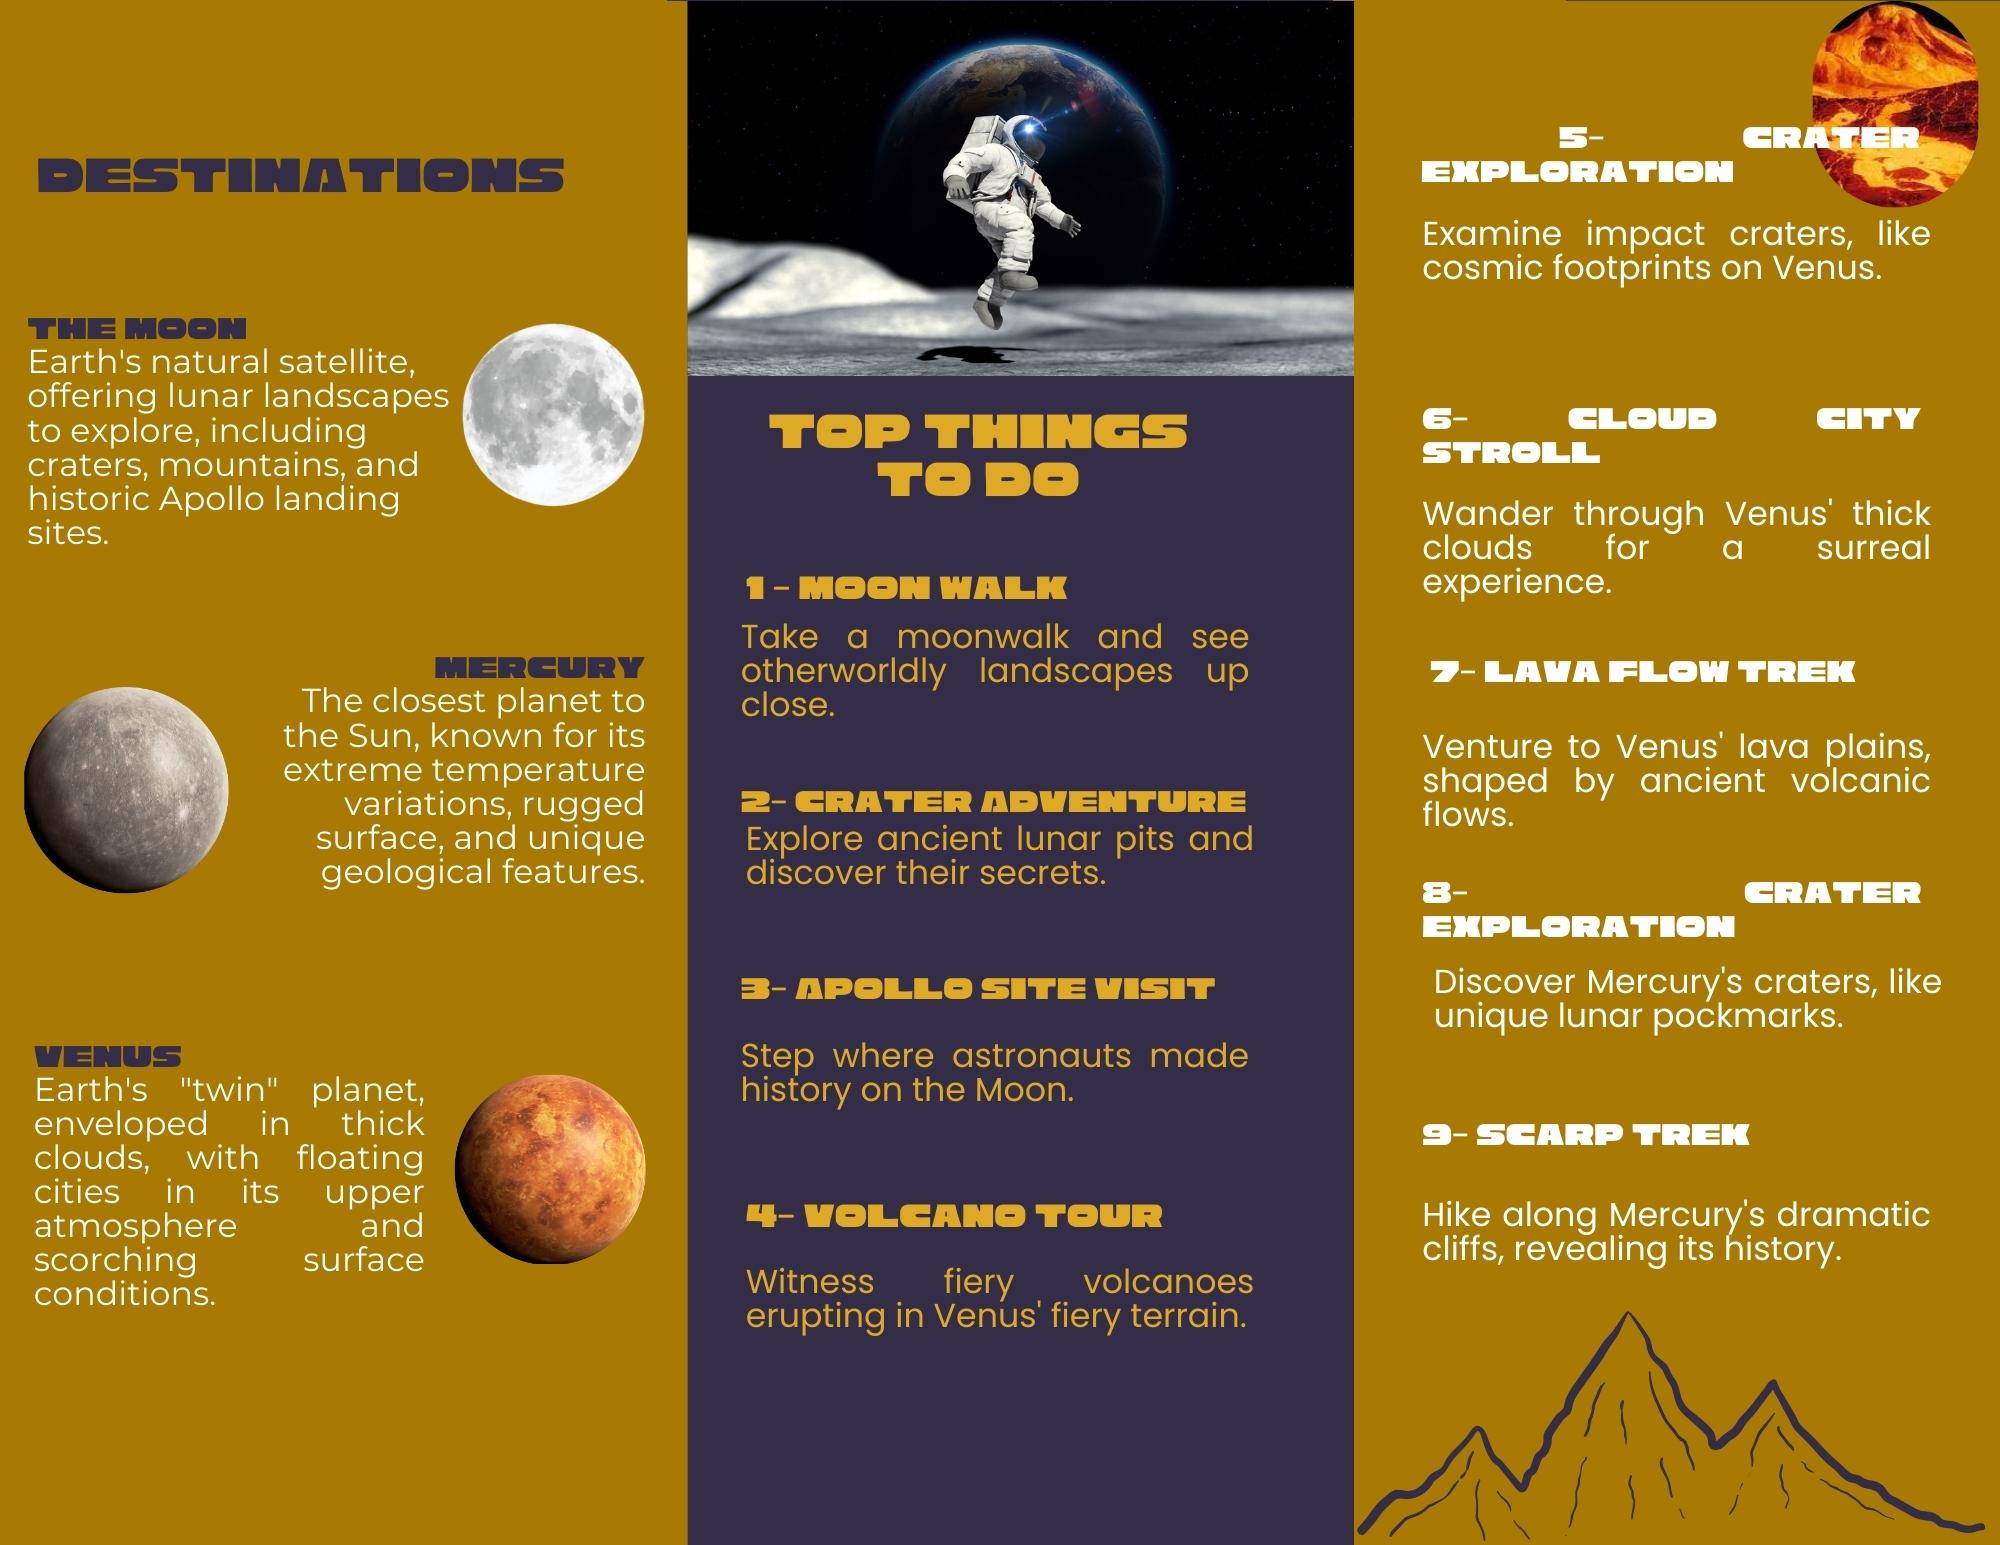 DESTINATIONS
THE MOON
Earth's natural satellite,
offering lunar landscapes
to explore, including
craters, mountains, and
historic Apollo landing
sites.
MERCURY
The closest planet to
the Sun, known for its
extreme temperature
variations, rugged
surface, and unique
geological features.
VENUS
Earth's "twin" planet,
enveloped in thick
clouds, with floating
cities in its upper
atmosphere and
scorching surface
conditions.
TOP THINGS
TO DO
1- MOON WALK
Take a moonwalk and see
otherworldly landscapes up
close.
2- CRATER ADVENTURE
Explore ancient lunar pits and
discover their secrets.
3- APOLLO SITE VISIT
Step where astronauts made
history on the Moon.
4- VOLCANO TOUR
Witness fiery volcanoes
erupting in Venus' fiery terrain.
5- CRATER
EXPLORATION
Examine impact craters, like
cosmic footprints on Venus.
6- CLOUD CITY
STROLL
Wander through Venus' thick
clouds for a surreal
experience.
7- LAVA FLOW TREK
Venture to Venus' lava plains,
shaped by ancient volcanic
flows.
8- CRATER
EXPLORATION
Discover Mercury's craters, like
unique lunar pockmarks.
9- SCARP TREK
Hike along Mercury's dramatic
cliffs, revealing its history.